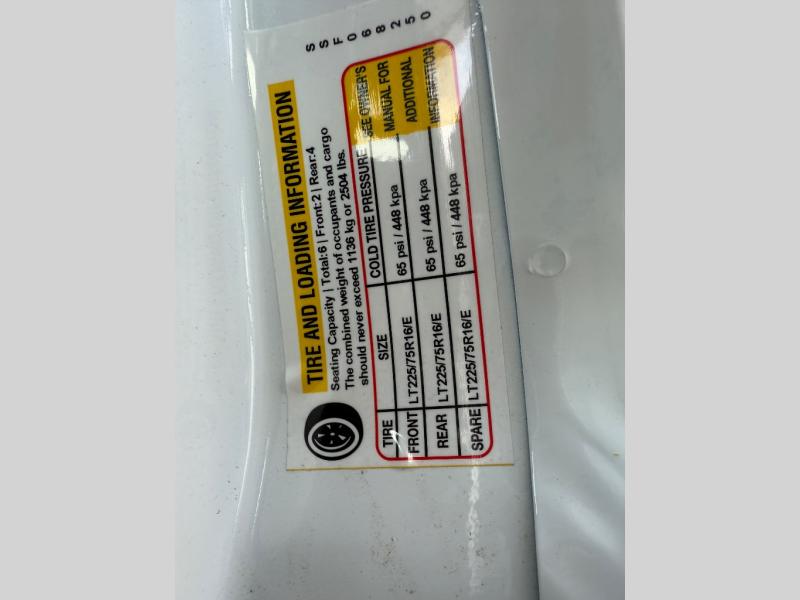 SSF068250
TIRE AND LOADING INFORMATION
Seating Capacity | Total:6 | Front:2 | Rear:4
The combined weight of occupants and cargo
should never exceed 1136 kg or 2504 lbs.
TIRE SIZE COLD TIRE PRESSURE SEE OWNER'S
FRONT LT225/75R16/E 65 psi / 448 kpa MANUAL FOR
REAR LT225/75R16/E 65 psi / 448 kpa ADDITIONAL
SPARE LT225/75R16/E 65 psi / 448 kpa INFORMATION